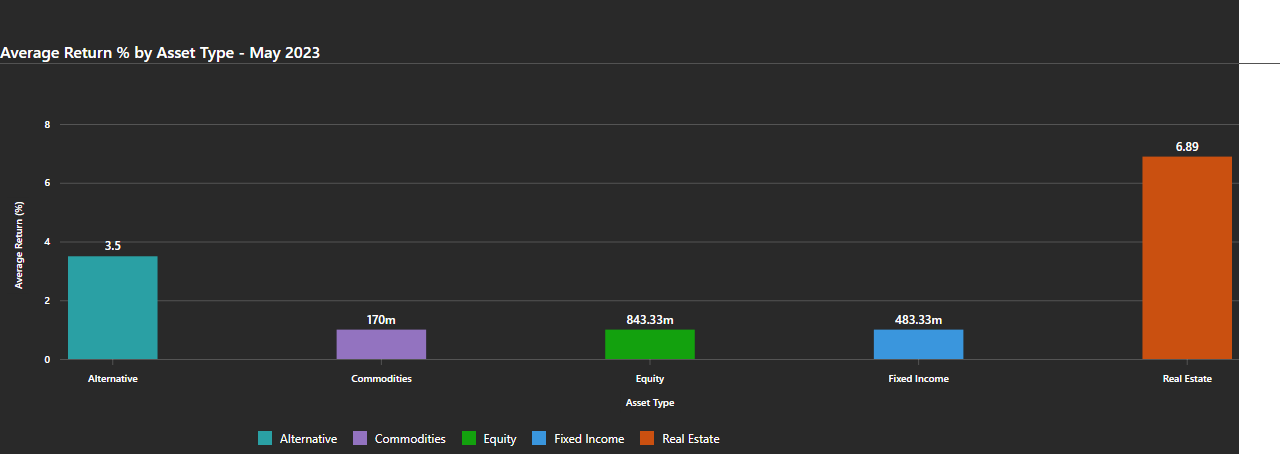 Average Return % by Asset Type - May 2023
Average Return (%)
8
6
4
2
0
3.5
170m
843.33m
483.33m
6.89
Alternative
Commodities
Equity
Fixed Income
Real Estate
Asset Type
Alternative Commodities Equity Fixed Income Real Estate